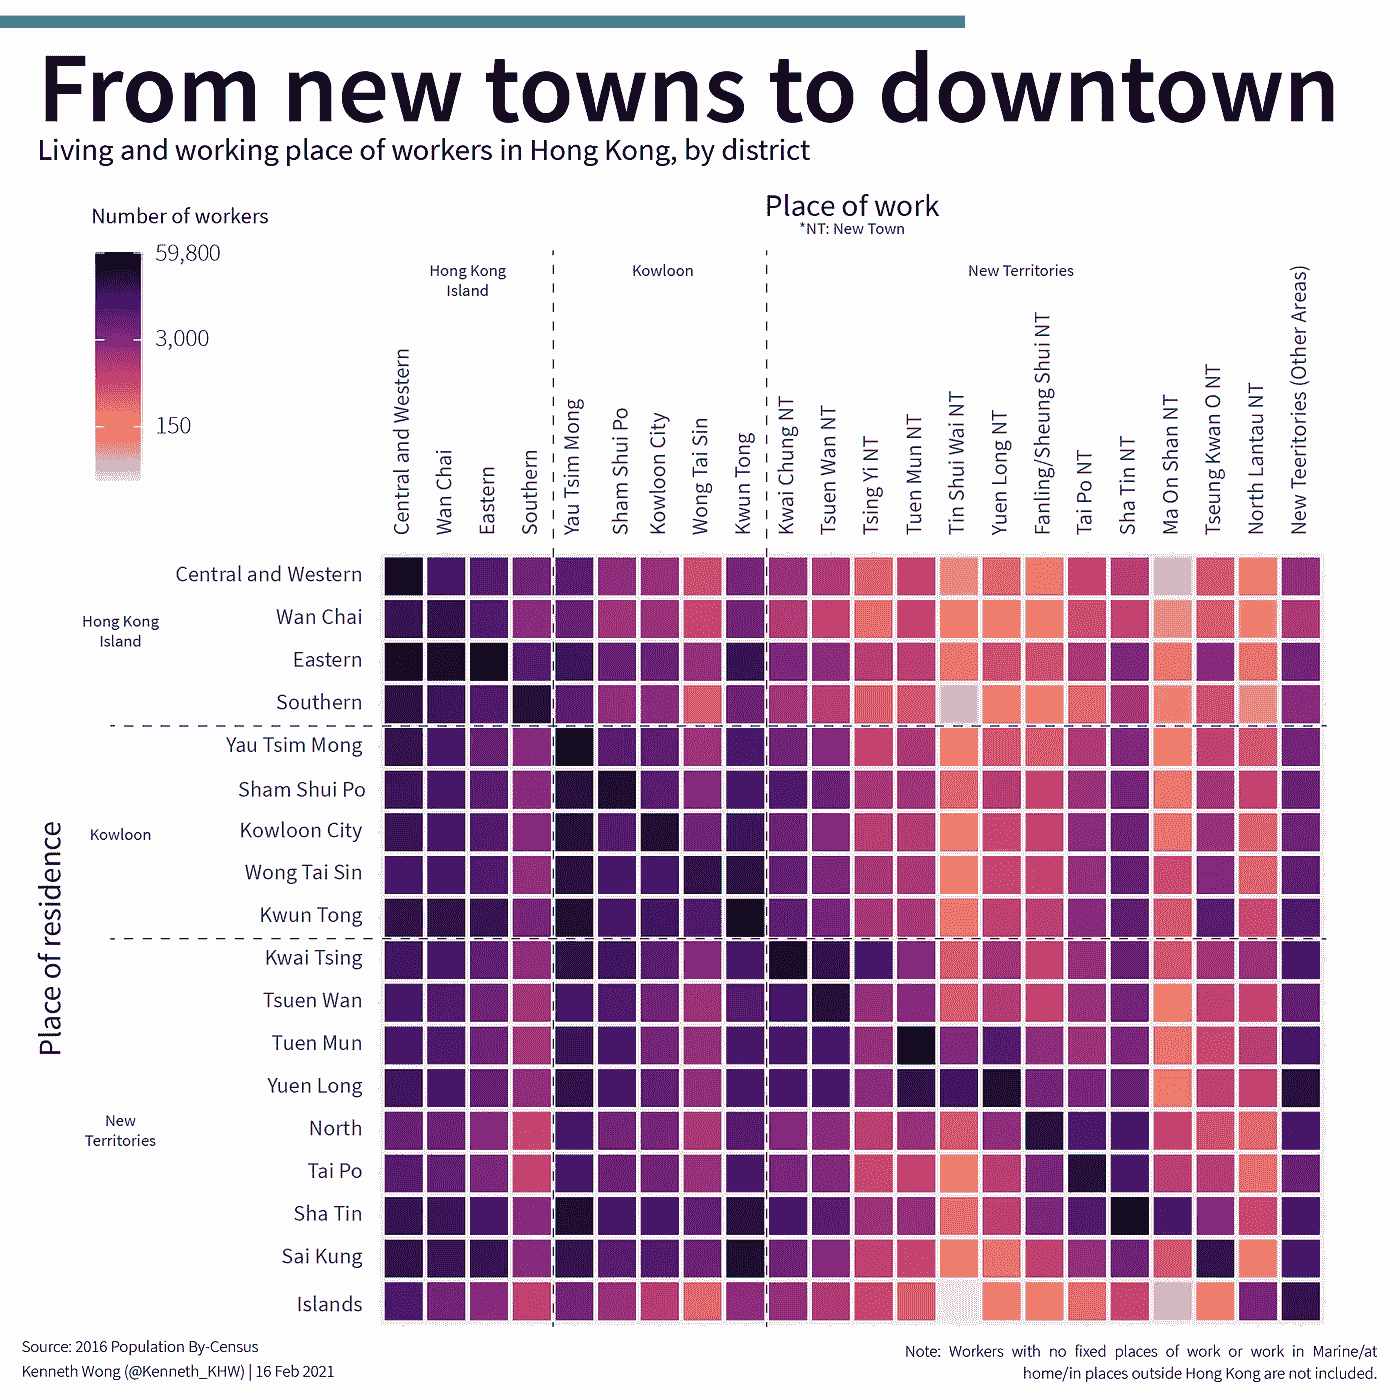 From new towns to downtown
Living and working place of workers in Hong Kong, by district
Number of workers
59,800
3,000
150
Place of work
*NT: New Town
Hong Kong
Island
Kowloon
New Territories
Central and Western
Wan Chai
Eastern
Southern
Yau Tsim Mong
Sham Shui Po
Kowloon City
Wong Tai Sin
Kwun Tong
Kwai Chung NT
Tsuen Wan NT
Tsing Yi NT
Tuen Mun NT
Tin Shui Wai NT
Yuen Long NT
Fanling/Sheung Shui NT
Tai Po NT
Sha Tin NT
Ma On Shan NT
Tseung Kwan O NT
North Lantau NT
New Teerritories (Other Areas)
Place of residence
Hong Kong
Island
Central and Western
Wan Chai
Eastern
Southern
Kowloon
Yau Tsim Mong
Sham Shui Po
Kowloon City
Wong Tai Sin
Kwun Tong
New
Territories
Kwai Tsing
Tsuen Wan
Tuen Mun
Yuen Long
North
Tai Po
Sha Tin
Sai Kung
Islands
Source: 2016 Population By-Census
Kenneth Wong (@Kenneth_KHW) | 16 Feb 2021
Note: Workers with no fixed places of work or work in Marine/at
home/in places outside Hong Kong are not included.